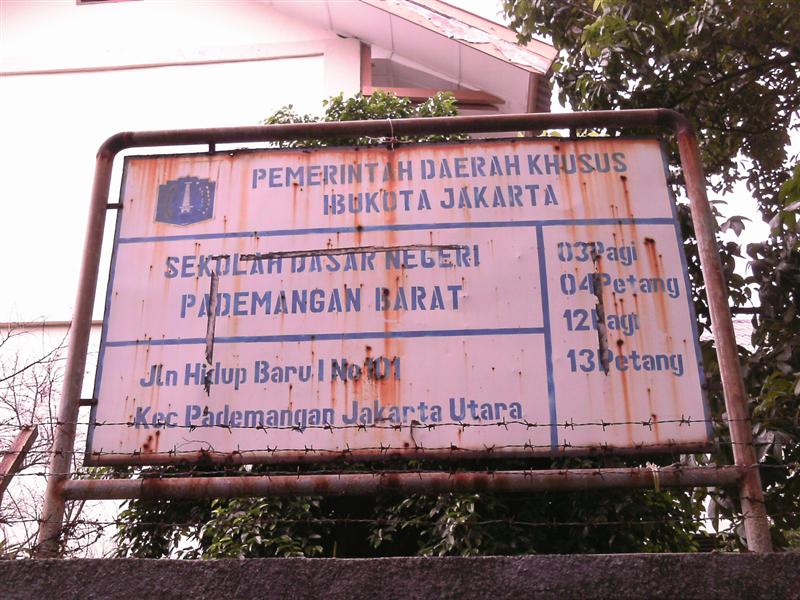 PEMERINTAH DAERAH KHUSUS
IBUKOTA JAKARTA
SEKOLAH DASAR NEGERI
PADEMANGAN BARAT
03 Pagi
04 Petang
12 Pagi
13 Petang
Jln Hidup Baru I No 101
Kec Pademangan Jakarta Utara